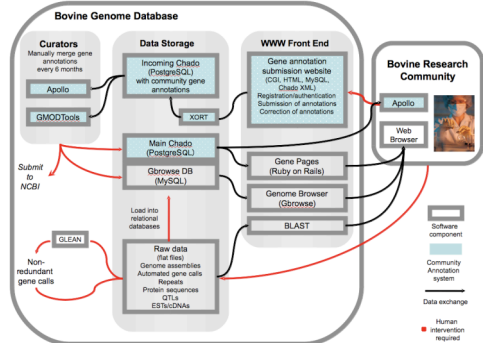 Bovine Genome Database
Curators
Manually merge gene
annotations
every 6 months
Apollo
GMODTools
Submit
to
NCBI
GLEAN
Non-
redundant
gene calls
Data Storage
Incoming Chado
(PostgreSQL)
with community gene
annotations
XORT
Main Chado
(PostgreSQL)
Gbrowse DB
(MySQL)
Load into
relational
databases
Raw data
(flat files)
Genome assemblies
Automated gene calls
Repeats
Protein sequences
QTLs
ESTs/cDNAs
WWW Front End
Gene annotation
submission website
(CGI, HTML, MySQL,
Chado XML)
Registration/authentication
Submission of annotations
Correction of annotations
Gene Pages
(Ruby on Rails)
Genome Browser
(Gbrowse)
BLAST
Bovine Research
Community
Apollo
Web
Browser
Software
component
Community
Annotation
system
Data exchange
Human
intervention
required